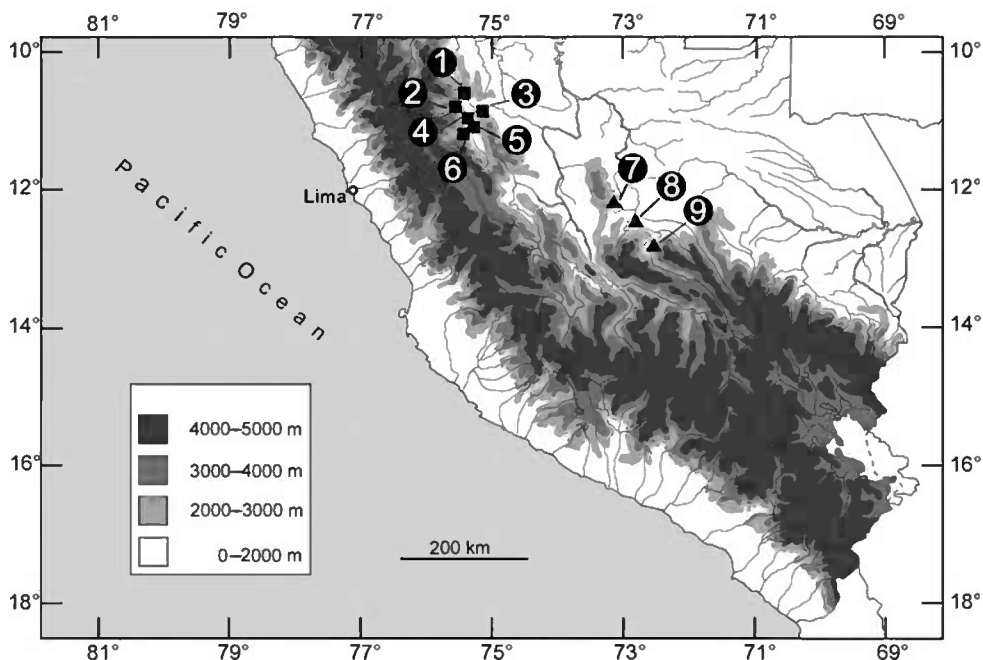 81° 79° 77° 75° 73° 71° 69°
10° 10°
1
2 3
4 5
6
7
8
12° 12°
9
Lima
Pacific Ocean
14° 14°
4000–5000 m
3000–4000 m
16° 16°
2000–3000 m
0–2000 m
200 km
18° 18°
81° 79° 77° 75° 73° 71° 69°